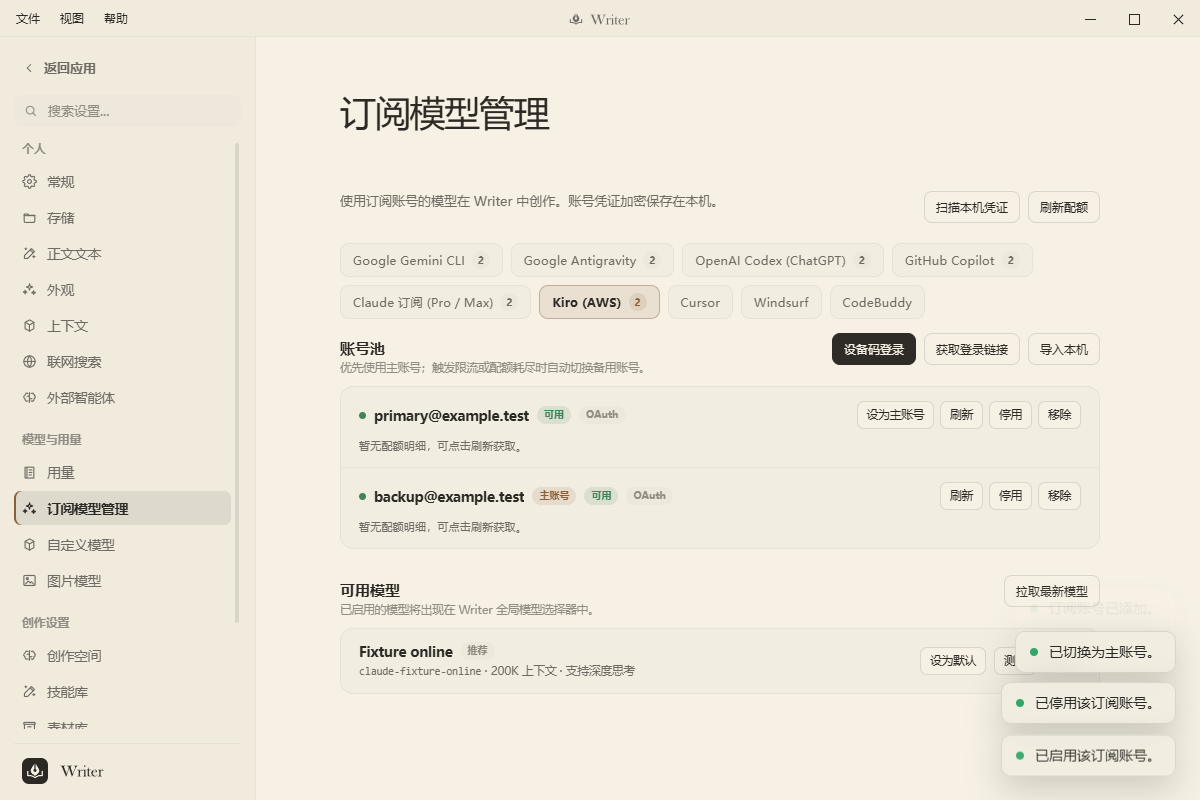 文件 视图 帮助
Writer
返回应用
搜索设置...
个人
常规
存储
正文文本
外观
上下文
联网搜索
外部智能体
模型与用量
用量
订阅模型管理
自定义模型
图片模型
创作设置
创作空间
技能库
素材库
Writer
订阅模型管理
使用订阅账号的模型在 Writer 中创作。账号凭证加密保存在本机。
扫描本机凭证 刷新配额
Google Gemini CLI 2 Google Antigravity 2 OpenAI Codex (ChatGPT) 2 GitHub Copilot 2
Claude 订阅 (Pro / Max) 2 Kiro (AWS) 2 Cursor Windsurf CodeBuddy
账号池
优先使用主账号；触发限流或配额耗尽时自动切换备用账号。
设备码登录 获取登录链接 导入本机
primary@example.test 可用 OAuth 设为主账号 刷新 停用 移除
暂无配额明细，可点击刷新获取。
backup@example.test 主账号 可用 OAuth 刷新 停用 移除
暂无配额明细，可点击刷新获取。
可用模型
已启用的模型将出现在 Writer 全局模型选择器中。
拉取最新模型
订阅账号已添加。
Fixture online 推荐
claude-fixture-online · 200K 上下文 · 支持深度思考
设为默认 测
已切换为主账号。
已停用该订阅账号。
已启用该订阅账号。